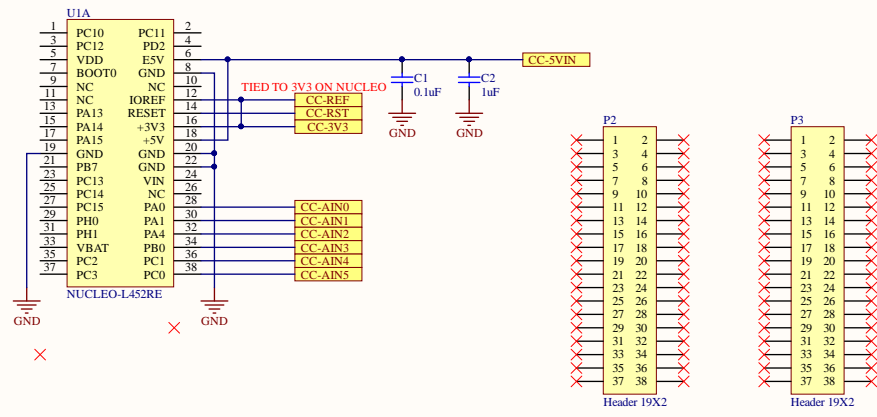 U1A
1 PC10 PC11 2
3 PC12 PD2 4
5 VDD E5V 6
7 BOOT0 GND 8
9 NC NC 10
11 NC IOREF 12
13 PA13 RESET 14
15 PA14 +3V3 16
17 PA15 +5V 18
19 GND GND 20
21 PB7 GND 22
23 PC13 VIN 24
25 PC14 NC 26
27 PC15 PA0 28
29 PH0 PA1 30
31 PH1 PA4 32
33 VBAT PB0 34
35 PC2 PC1 36
37 PC3 PC0 38
NUCLEO-L452RE
GND
GND
TIED TO 3V3 ON NUCLEO
CC-REF
CC-RST
CC-3V3
CC-AIN0
CC-AIN1
CC-AIN2
CC-AIN3
CC-AIN4
CC-AIN5
C1
0.1uF
GND
C2
1uF
GND
CC-5VIN
P2
1 2
3 4
5 6
7 8
9 10
11 12
13 14
15 16
17 18
19 20
21 22
23 24
25 26
27 28
29 30
31 32
33 34
35 36
37 38
Header 19X2
P3
1 2
3 4
5 6
7 8
9 10
11 12
13 14
15 16
17 18
19 20
21 22
23 24
25 26
27 28
29 30
31 32
33 34
35 36
37 38
Header 19X2